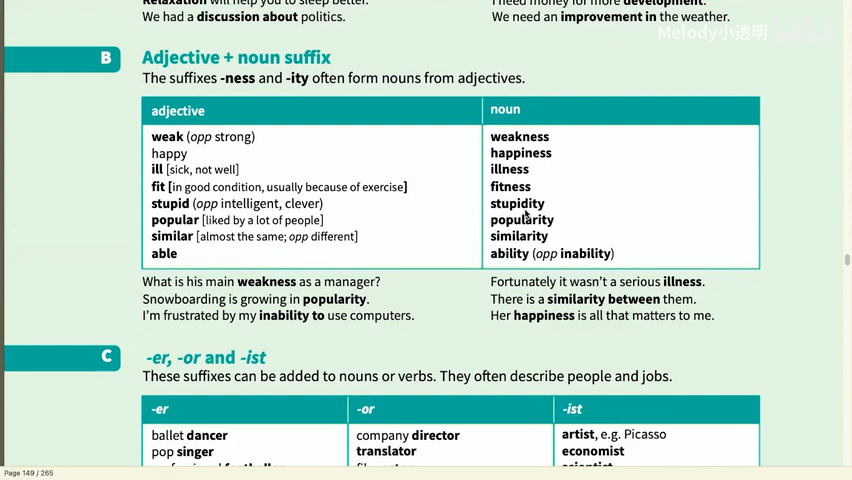 Relaxation will help you to sleep better.
I need money for more development.
We had a discussion about politics.
We need an improvement in the weather.
Melody小透明
B
Adjective + noun suffix
The suffixes -ness and -ity often form nouns from adjectives.
adjective
noun
weak (opp strong)
weakness
happy
happiness
ill [sick, not well]
illness
fit [in good condition, usually because of exercise]
fitness
stupid (opp intelligent, clever)
stupidity
popular [liked by a lot of people]
popularity
similar [almost the same; opp different]
similarity
able
ability (opp inability)
What is his main weakness as a manager?
Fortunately it wasn't a serious illness.
Snowboarding is growing in popularity.
There is a similarity between them.
I'm frustrated by my inability to use computers.
Her happiness is all that matters to me.
C
-er, -or and -ist
These suffixes can be added to nouns or verbs. They often describe people and jobs.
-er
-or
-ist
ballet dancer
company director
artist, e.g. Picasso
pop singer
translator
economist
scientist
Page 149 / 265